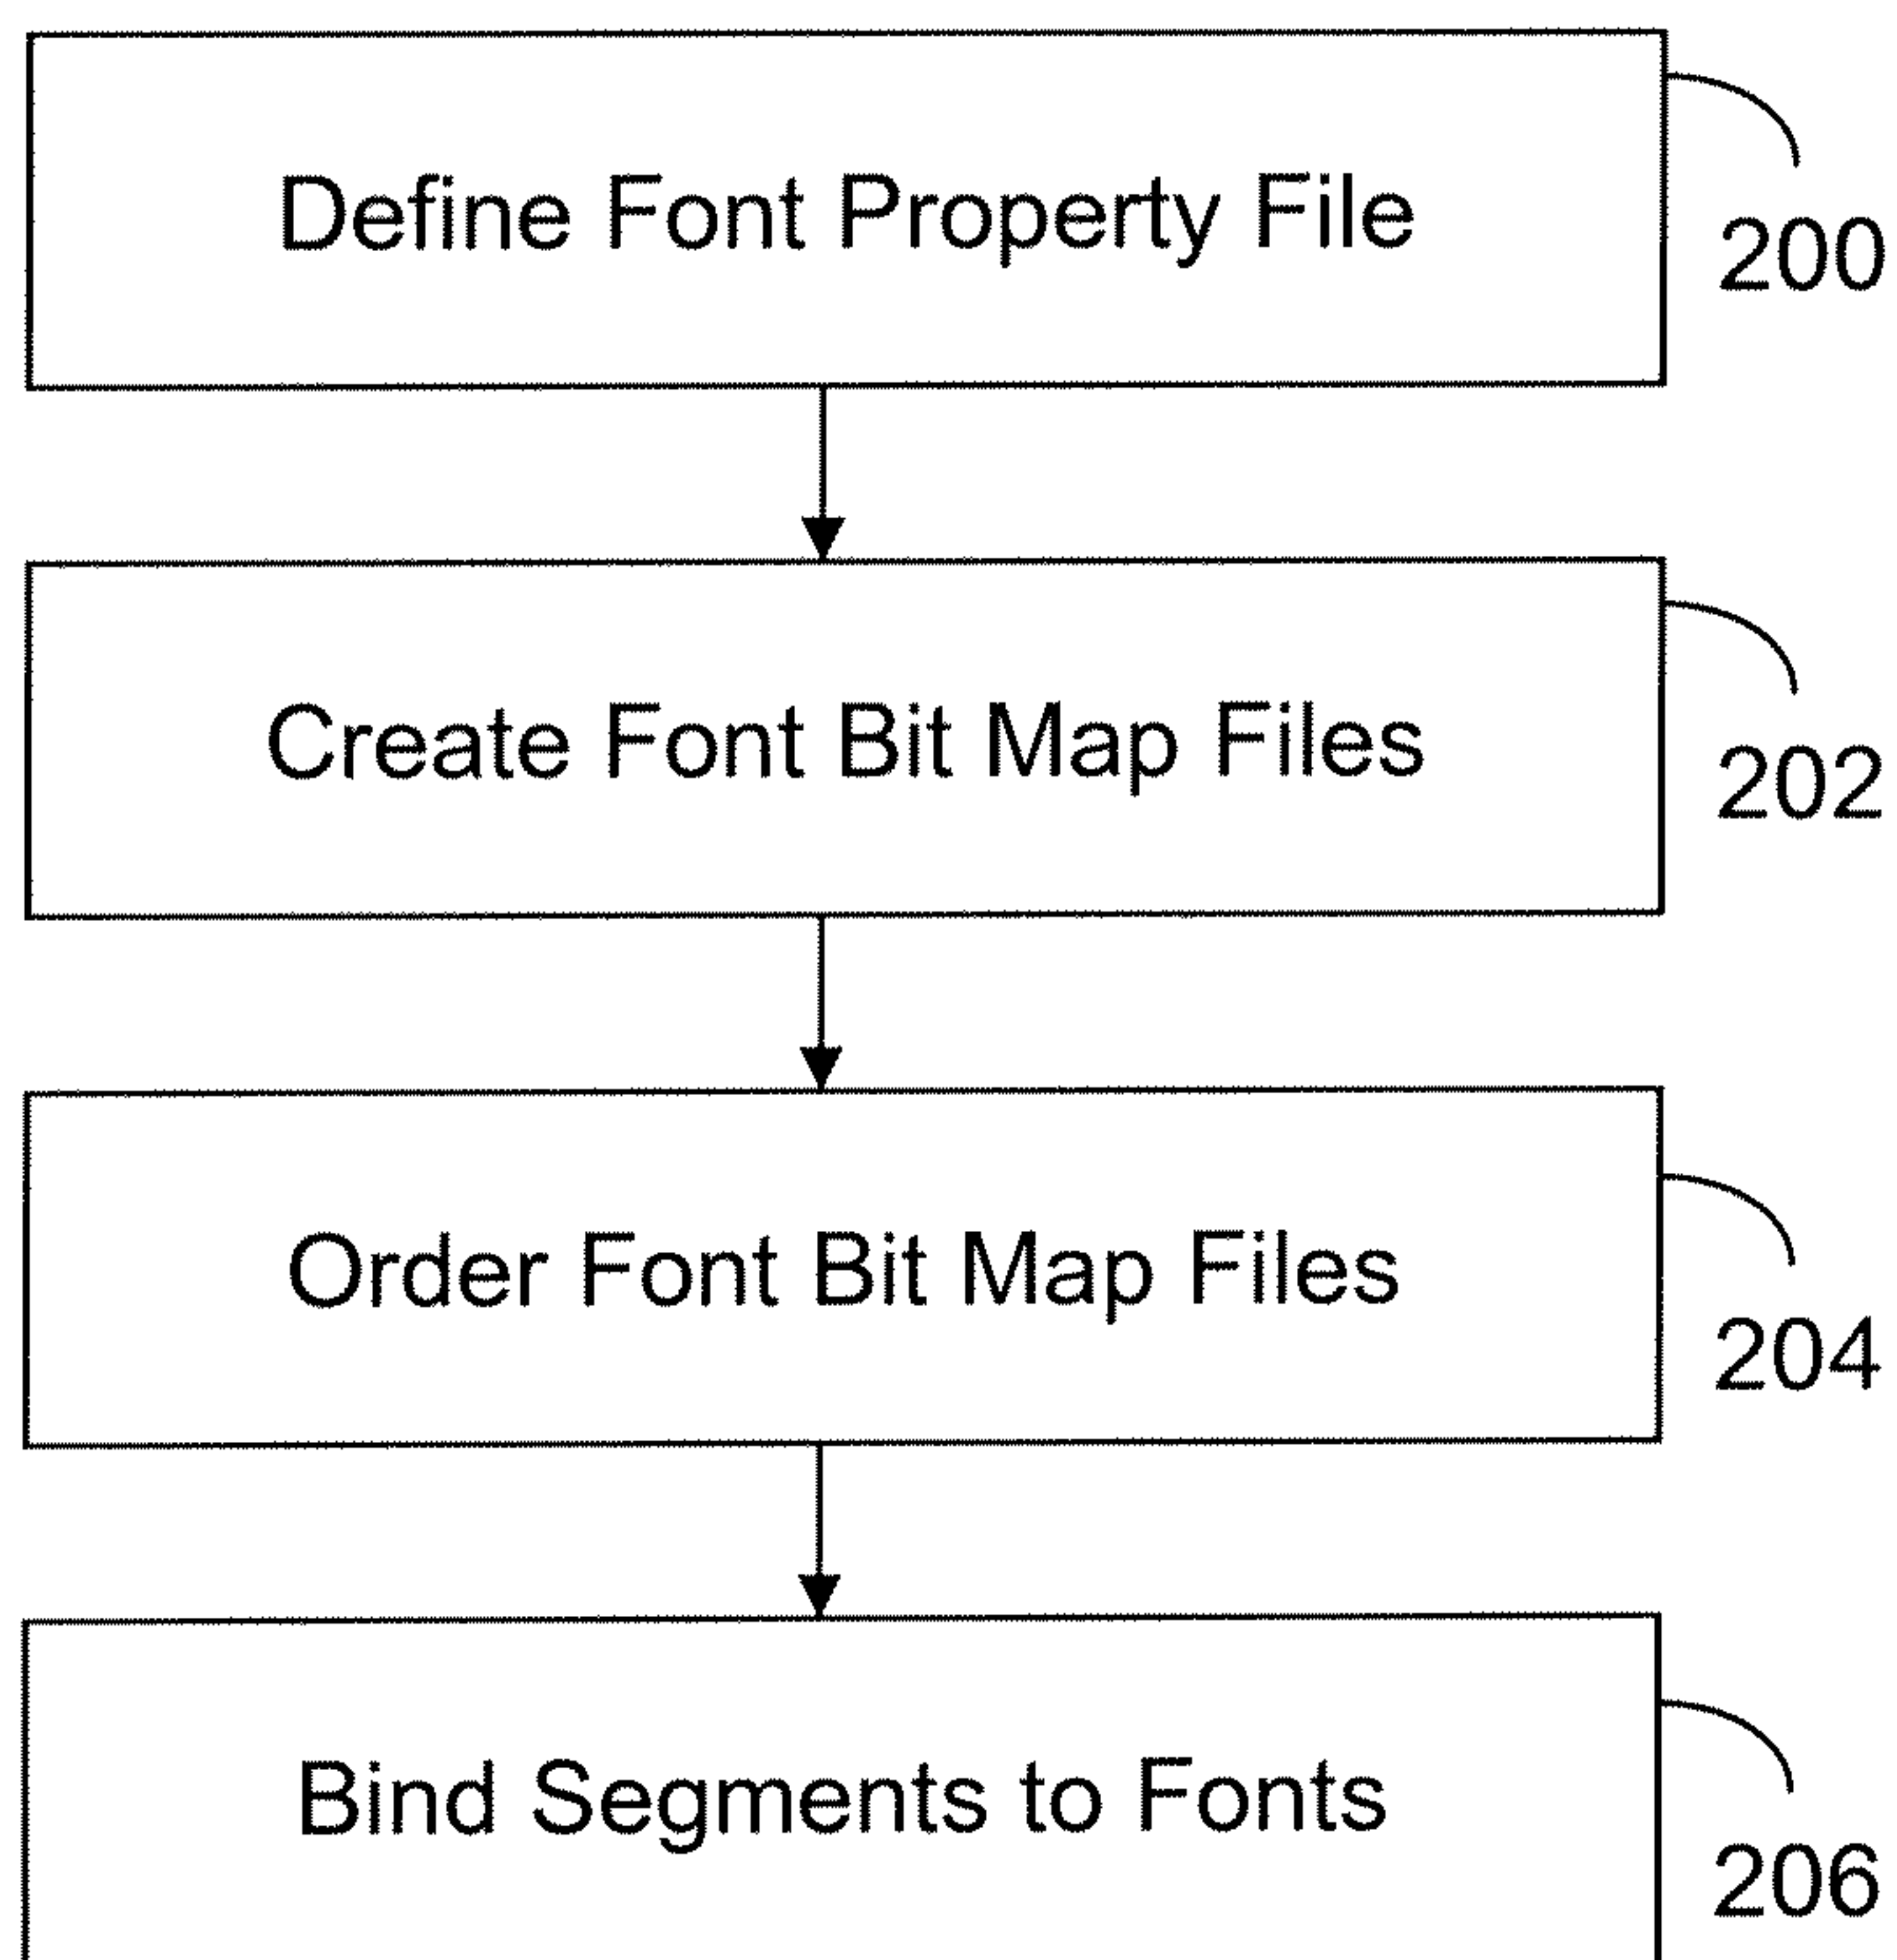 Define Font Property File
200
Create Font Bit Map Files
202
Order Font Bit Map Files
204
Bind Segments to Fonts
206